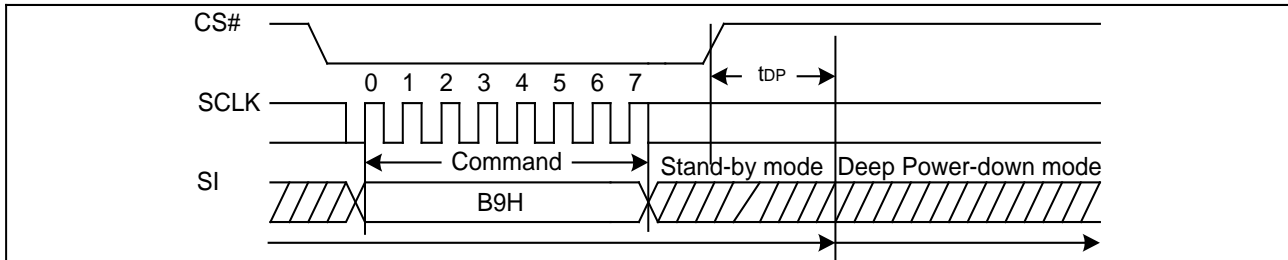 CS#
tDP
0 1 2 3 4 5 6 7
SCLK
Command
Stand-by mode Deep Power-down mode
SI
B9H